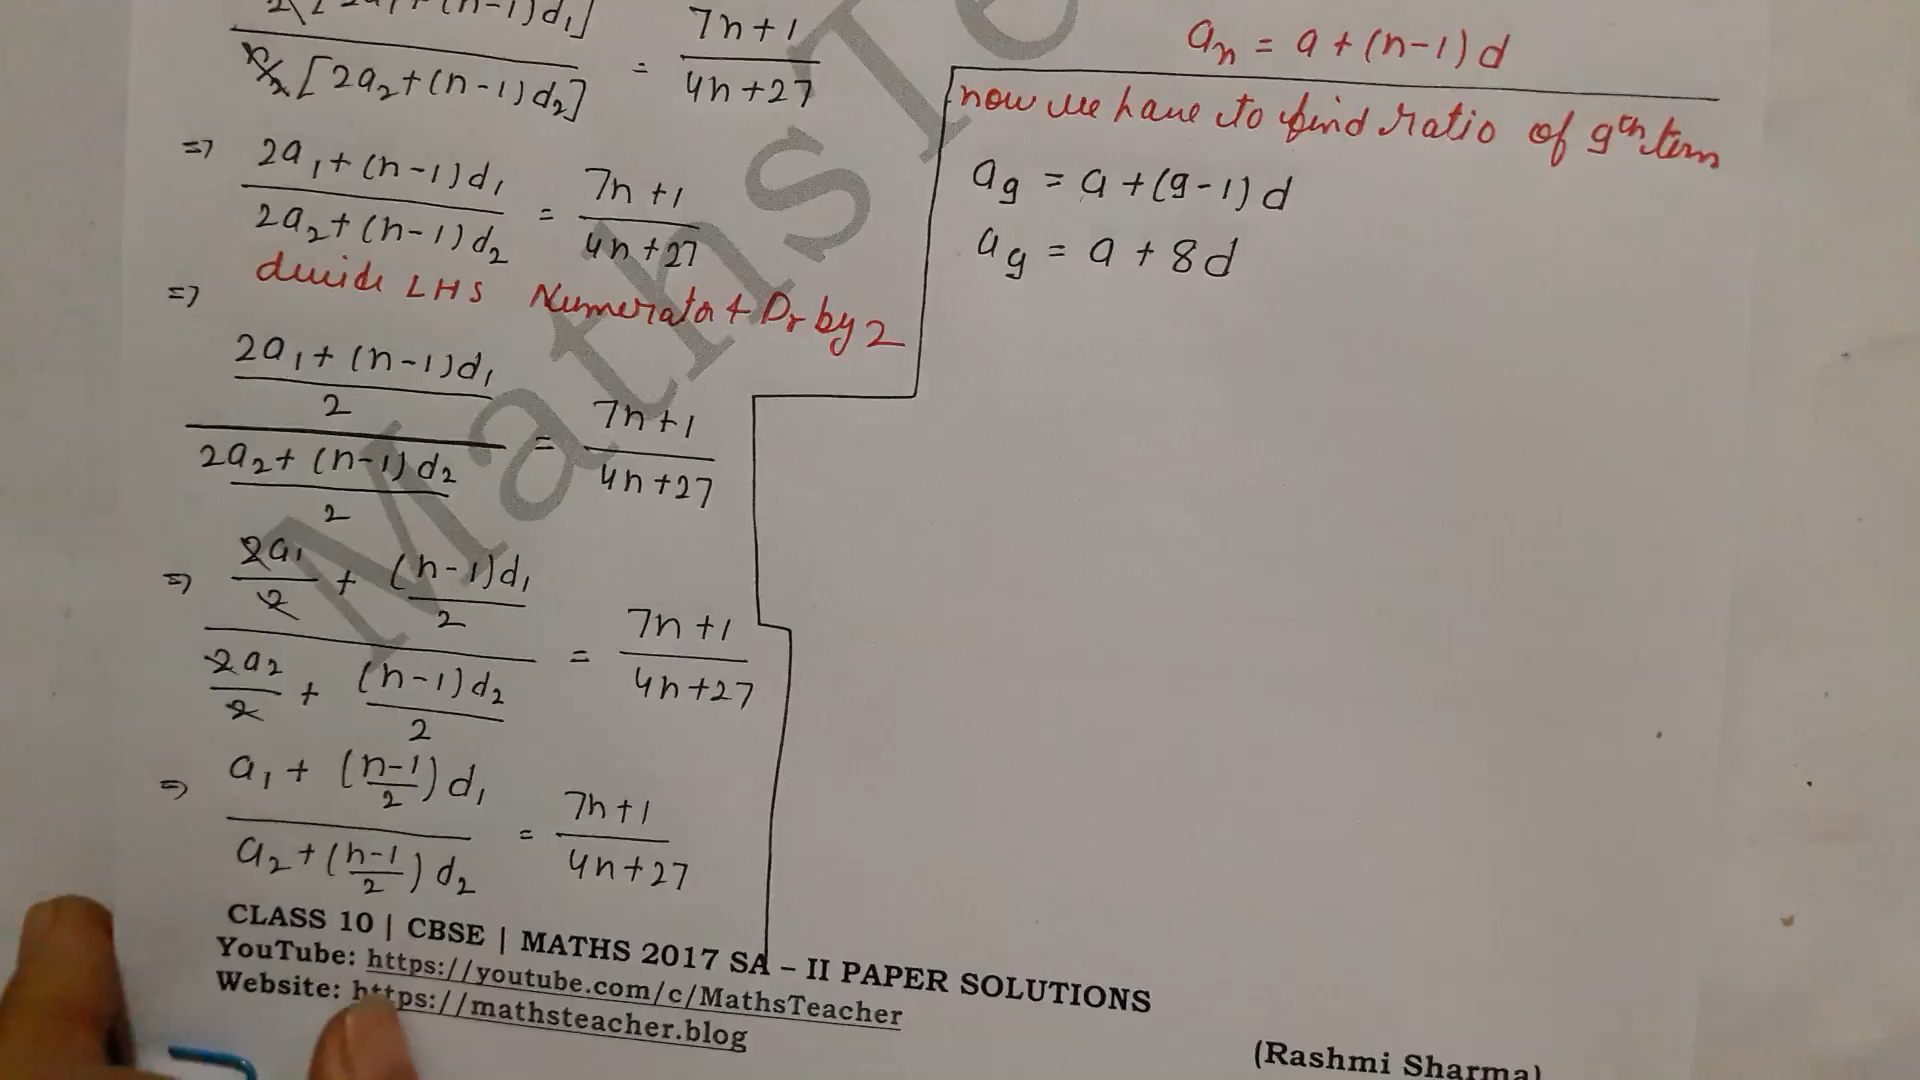 2[2a₁+(n-1)d₁] / n/2[2a₂+(n-1)d₂] = 7n+1 / 4n+27
=> 2a₁+(n-1)d₁ / 2a₂+(n-1)d₂ = 7n+1 / 4n+27
=> divide LHS Numerator + Dr by 2
2a₁+(n-1)d₁ / 2 / 2a₂+(n-1)d₂ / 2 = 7n+1 / 4n+27
=> 2a₁/2 + (n-1)d₁/2 / 2a₂/2 + (n-1)d₂/2 = 7n+1 / 4n+27
=> a₁ + (n-1/2)d₁ / a₂+(n-1/2)d₂ = 7n+1 / 4n+27
aₙ = a+(n-1)d
now we have to find ratio of 9th term
a₉ = a+(9-1)d
a₉ = a + 8d
CLASS 10 | CBSE | MATHS 2017 SA – II PAPER SOLUTIONS
YouTube: https://youtube.com/c/MathsTeacher
Website: https://mathsteacher.blog
(Rashmi Sharma)